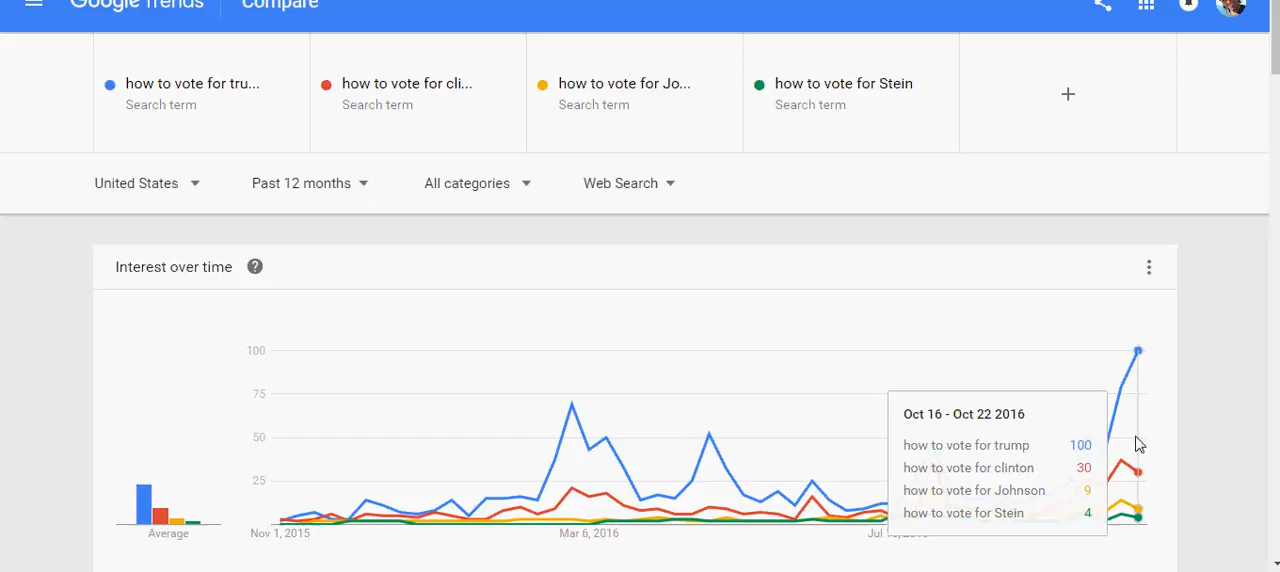 Google Trends Compare
how to vote for tru... how to vote for cli... how to vote for Jo... how to vote for Stein
Search term Search term Search term Search term
United States Past 12 months All categories Web Search
Interest over time
100
75
50
25
Average
Nov 1, 2015 Mar 6, 2016
Oct 16 - Oct 22 2016
how to vote for trump 100
how to vote for clinton 30
how to vote for Johnson 9
how to vote for Stein 4